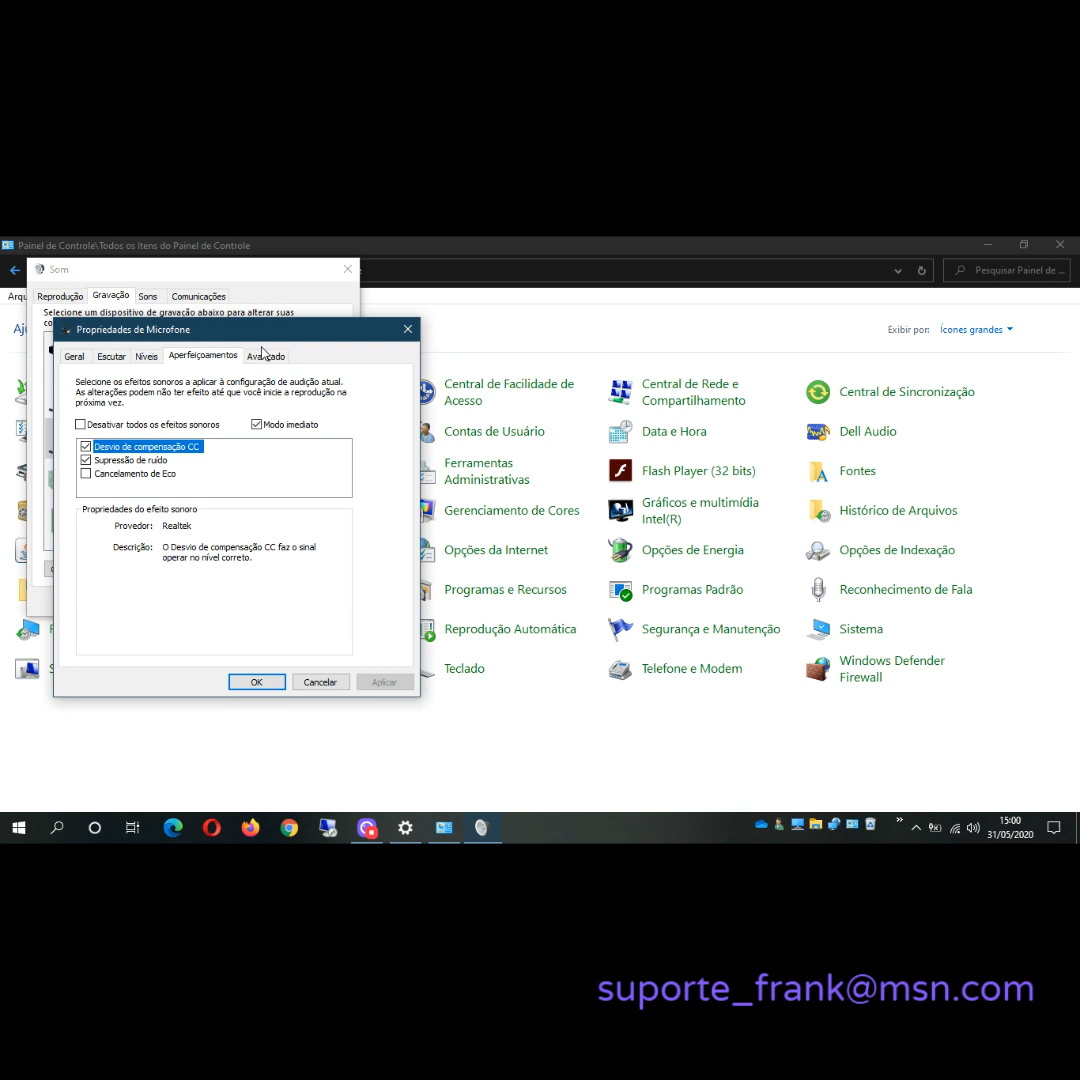 Painel de Controle\Todos os Itens do Painel de Controle
Pesquisar Painel de ...
Som
Reprodução Gravação Sons Comunicações
Selecione um dispositivo de gravação abaixo para alterar suas
Exibir por: Ícones grandes
Propriedades de Microfone
Geral Escutar Níveis Aperfeiçoamentos Avançado
Selecione os efeitos sonoros a aplicar à configuração de audição atual.
As alterações podem não ter efeito até que você inicie a reprodução na
próxima vez.
Desativar todos os efeitos sonoros Modo imediato
Desvio de compensação CC
Supressão de ruído
Cancelamento de Eco
Propriedades do efeito sonoro
Provedor: Realtek
Descrição: O Desvio de compensação CC faz o sinal
operar no nível correto.
OK Cancelar Aplicar
Central de Facilidade de
Acesso
Central de Rede e
Compartilhamento
Central de Sincronização
Contas de Usuário
Data e Hora
Dell Audio
Ferramentas
Administrativas
Flash Player (32 bits)
Fontes
Gerenciamento de Cores
Gráficos e multimídia
Intel(R)
Histórico de Arquivos
Opções da Internet
Opções de Energia
Opções de Indexação
Programas e Recursos
Programas Padrão
Reconhecimento de Fala
Reprodução Automática
Segurança e Manutenção
Sistema
Teclado
Telefone e Modem
Windows Defender
Firewall
15:00
31/05/2020
suporte_frank@msn.com